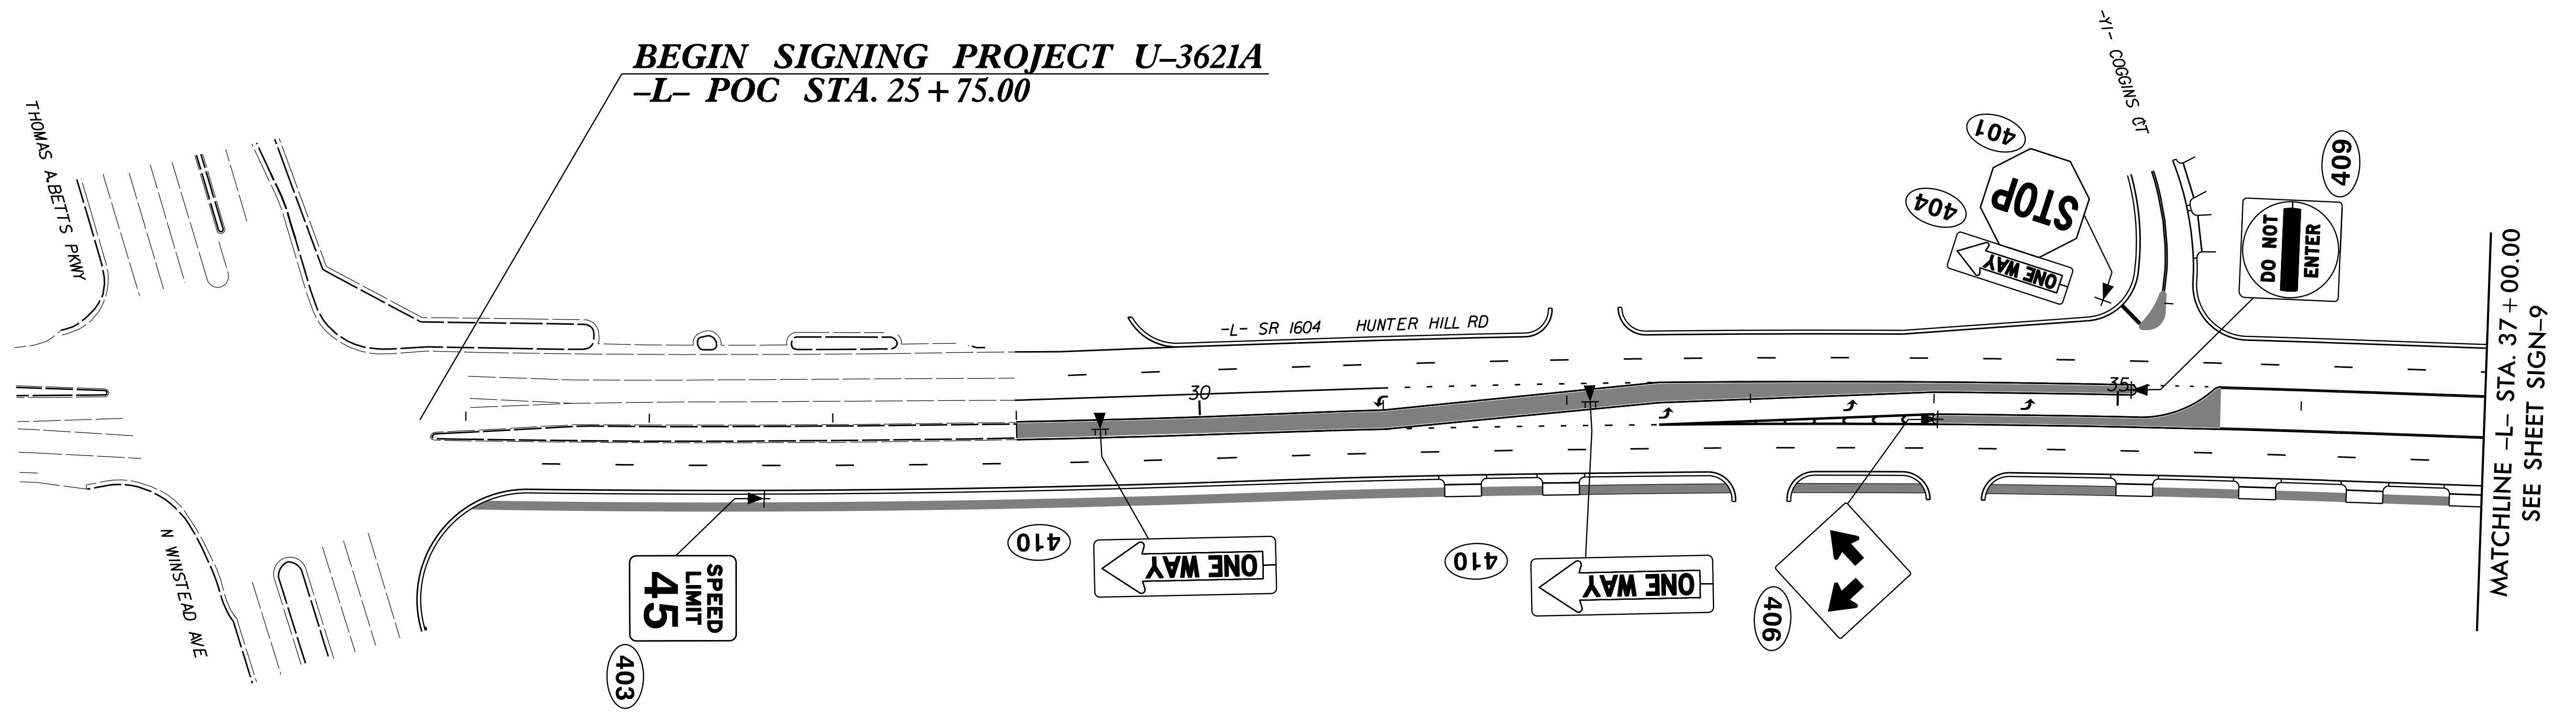 BEGIN SIGNING PROJECT U-3621A
-L- POC STA. 25+75.00
THOMAS A.BETTS PKWY
N WINSTEAD AVE
-L- SR 1604 HUNTER HILL RD
-Y1- COGGINS CT
401
STOP
404
ONE WAY
409
DO NOT
ENTER
30
35
403
SPEED
LIMIT
45
410
ONE WAY
410
ONE WAY
406
MATCHLINE -L- STA. 37+00.00
SEE SHEET SIGN-9